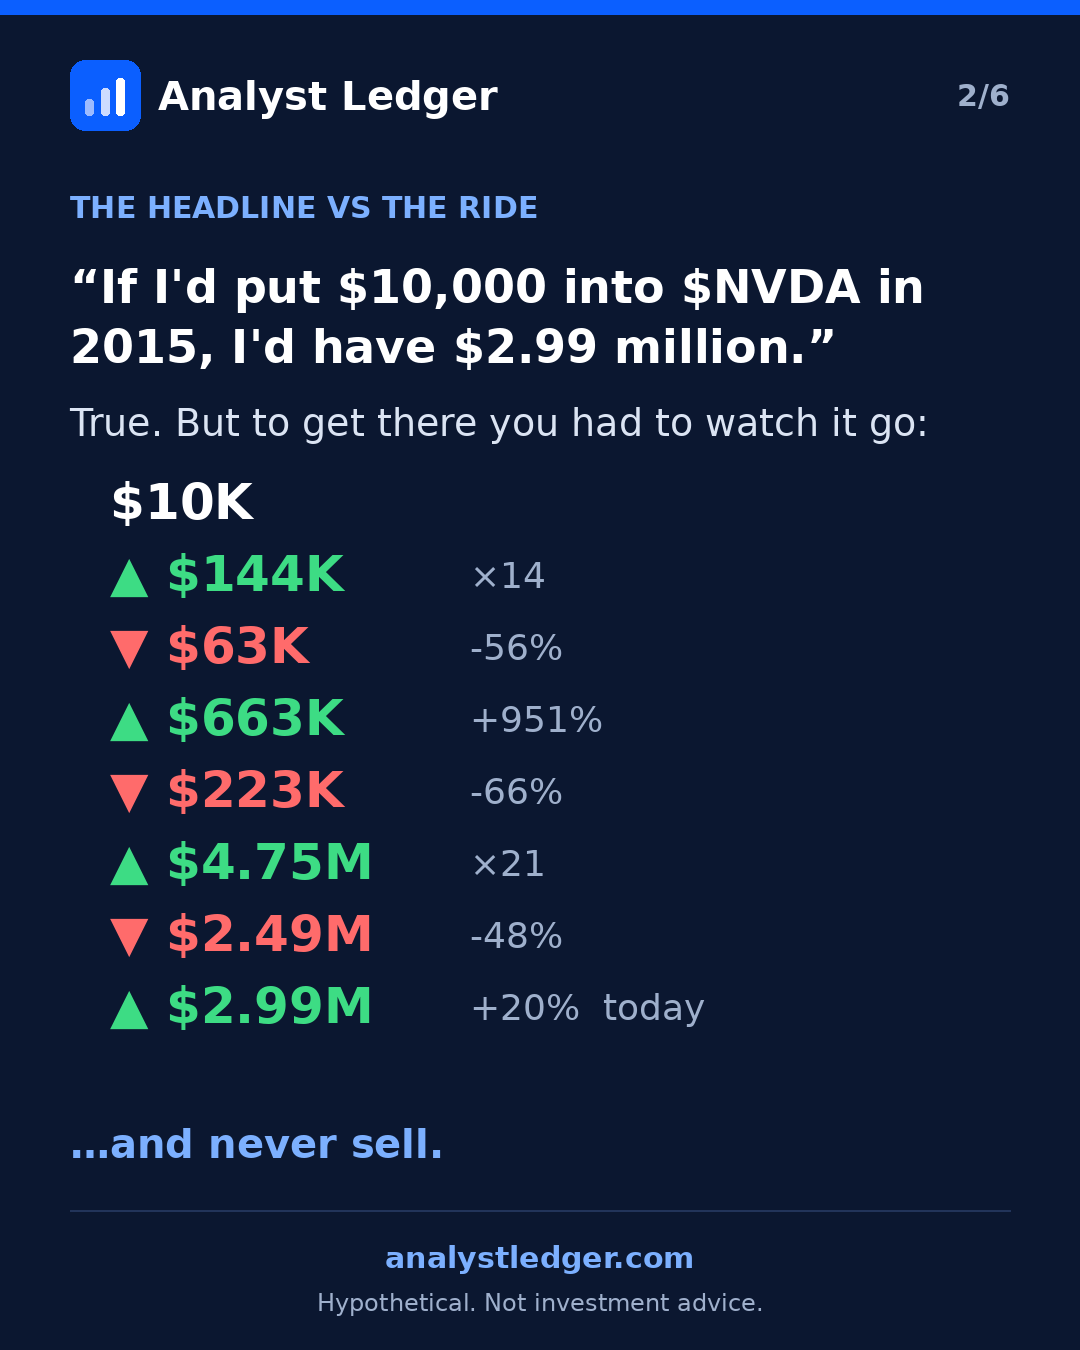 Analyst Ledger
2/6
THE HEADLINE VS THE RIDE
“If I'd put $10,000 into $NVDA in
2015, I'd have $2.99 million.”
True. But to get there you had to watch it go:
$10K
▲ $144K ×14
▼ $63K -56%
▲ $663K +951%
▼ $223K -66%
▲ $4.75M ×21
▼ $2.49M -48%
▲ $2.99M +20% today
…and never sell.
analystledger.com
Hypothetical. Not investment advice.